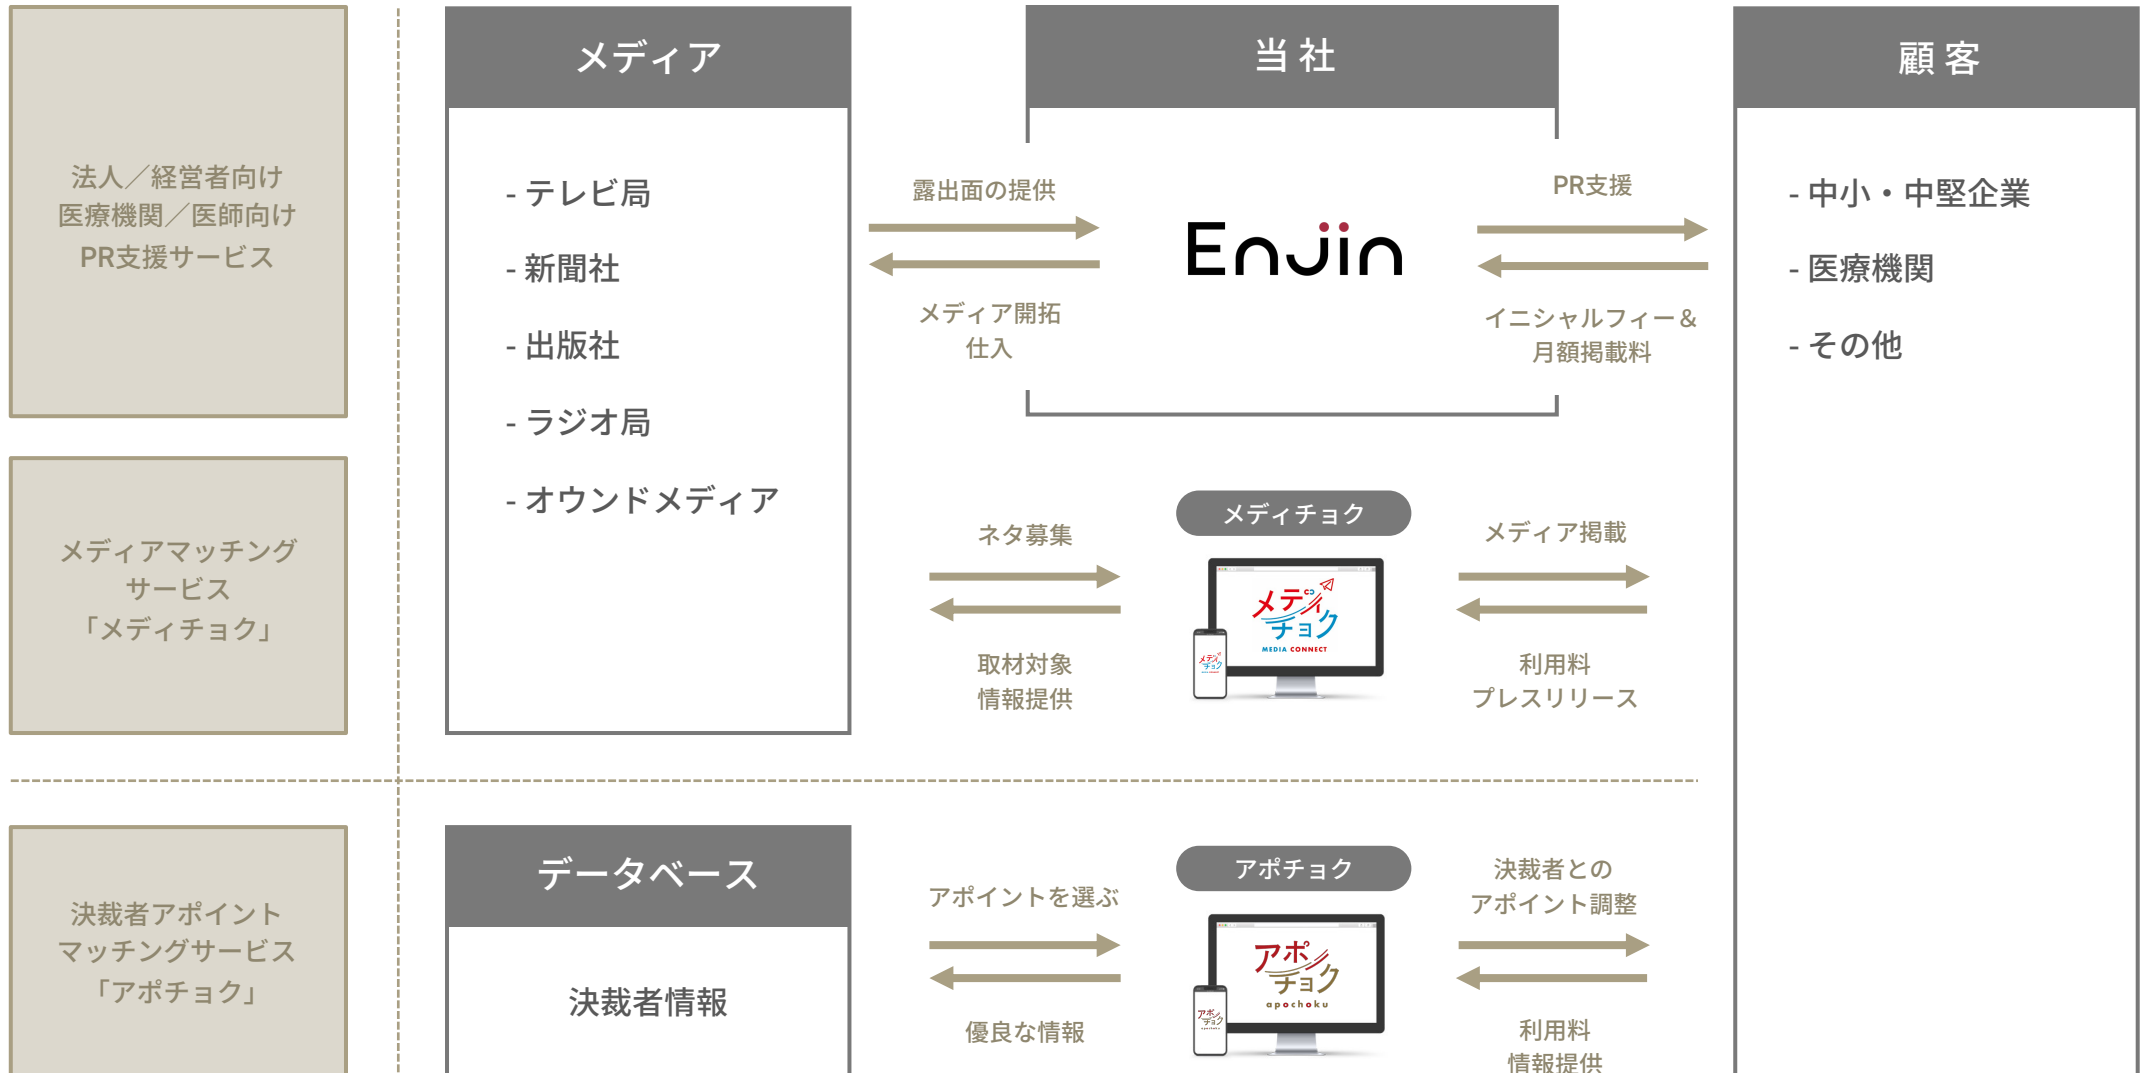 法人／経営者向け
医療機関／医師向け
PR支援サービス
メディア
- テレビ局
- 新聞社
- 出版社
- ラジオ局
- オウンドメディア
当 社
露出面の提供
メディア開拓
仕入
Enjin
PR支援
イニシャルフィー＆
月額掲載料
顧 客
- 中小・中堅企業
- 医療機関
- その他
メディアマッチング
サービス
「メディチョク」
ネタ募集
取材対象
情報提供
メディチョク
メディ
チョク
MEDIA CONNECT
メディ
チョク
メディア掲載
利用料
プレスリリース
決裁者アポイント
マッチングサービス
「アポチョク」
データベース
決裁者情報
アポイントを選ぶ
優良な情報
アポチョク
アポ
チョク
apochoku
アポ
チョク
決裁者との
アポイント調整
利用料
情報提供